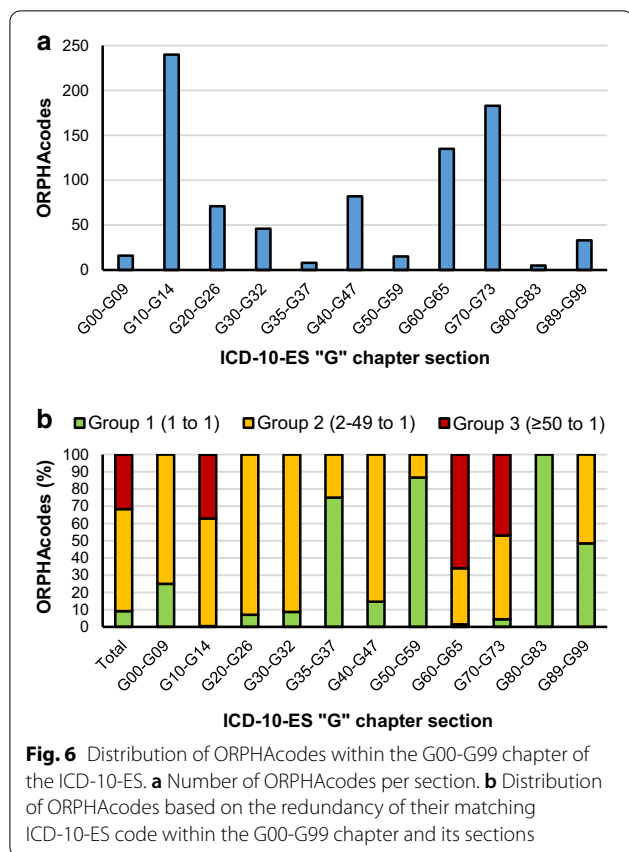 a
250
200
150
100
50
0
ORPHAcodes
G00-G09
G10-G14
G20-G26
G30-G32
G35-G37
G40-G47
G50-G59
G60-G65
G70-G73
G80-G83
G89-G99
ICD-10-ES "G" chapter section
b
Group 1 (1 to 1) Group 2 (2-49 to 1) Group 3 (≥50 to 1)
100
90
80
70
60
50
40
30
20
10
0
ORPHAcodes (%)
Total
G00-G09
G10-G14
G20-G26
G30-G32
G35-G37
G40-G47
G50-G59
G60-G65
G70-G73
G80-G83
G89-G99
ICD-10-ES "G" chapter section
Fig. 6 Distribution of ORPHAcodes within the G00-G99 chapter of
the ICD-10-ES. a Number of ORPHAcodes per section. b Distribution
of ORPHAcodes based on the redundancy of their matching
ICD-10-ES code within the G00-G99 chapter and its sections